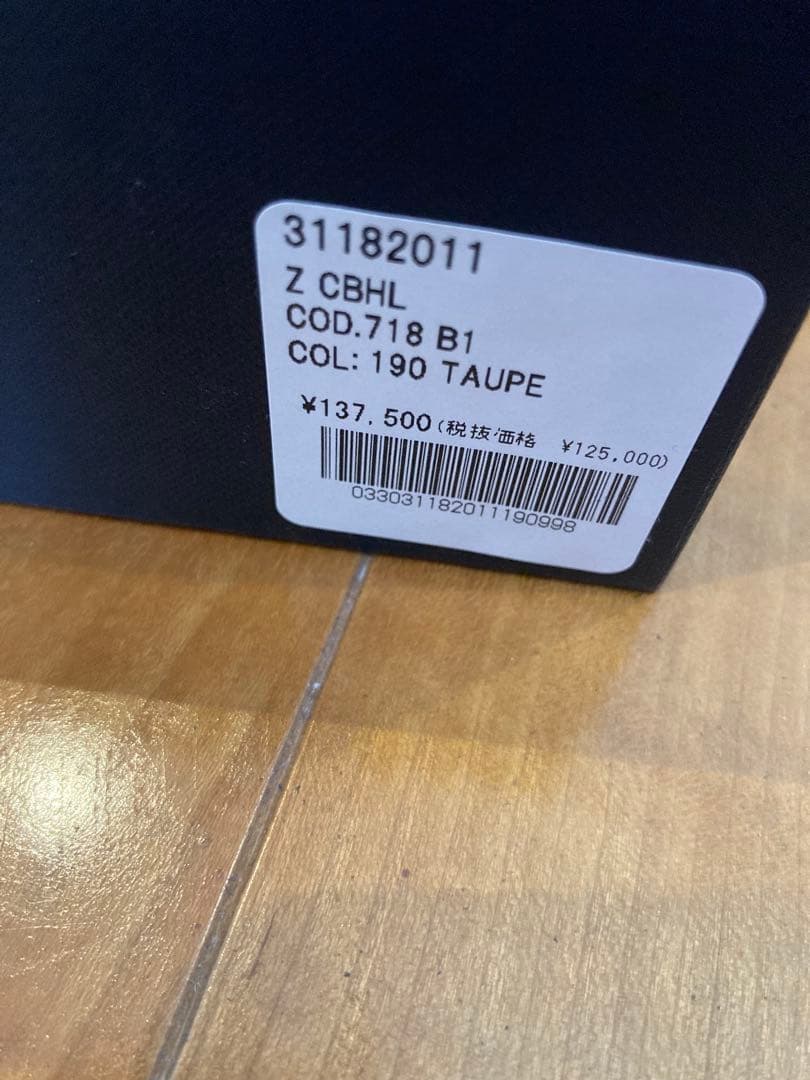 31182011
Z CBHL
COD.718 B1
COL: 190 TAUPE
¥137,500(税抜価格 ¥125,000)
0330311820111190998